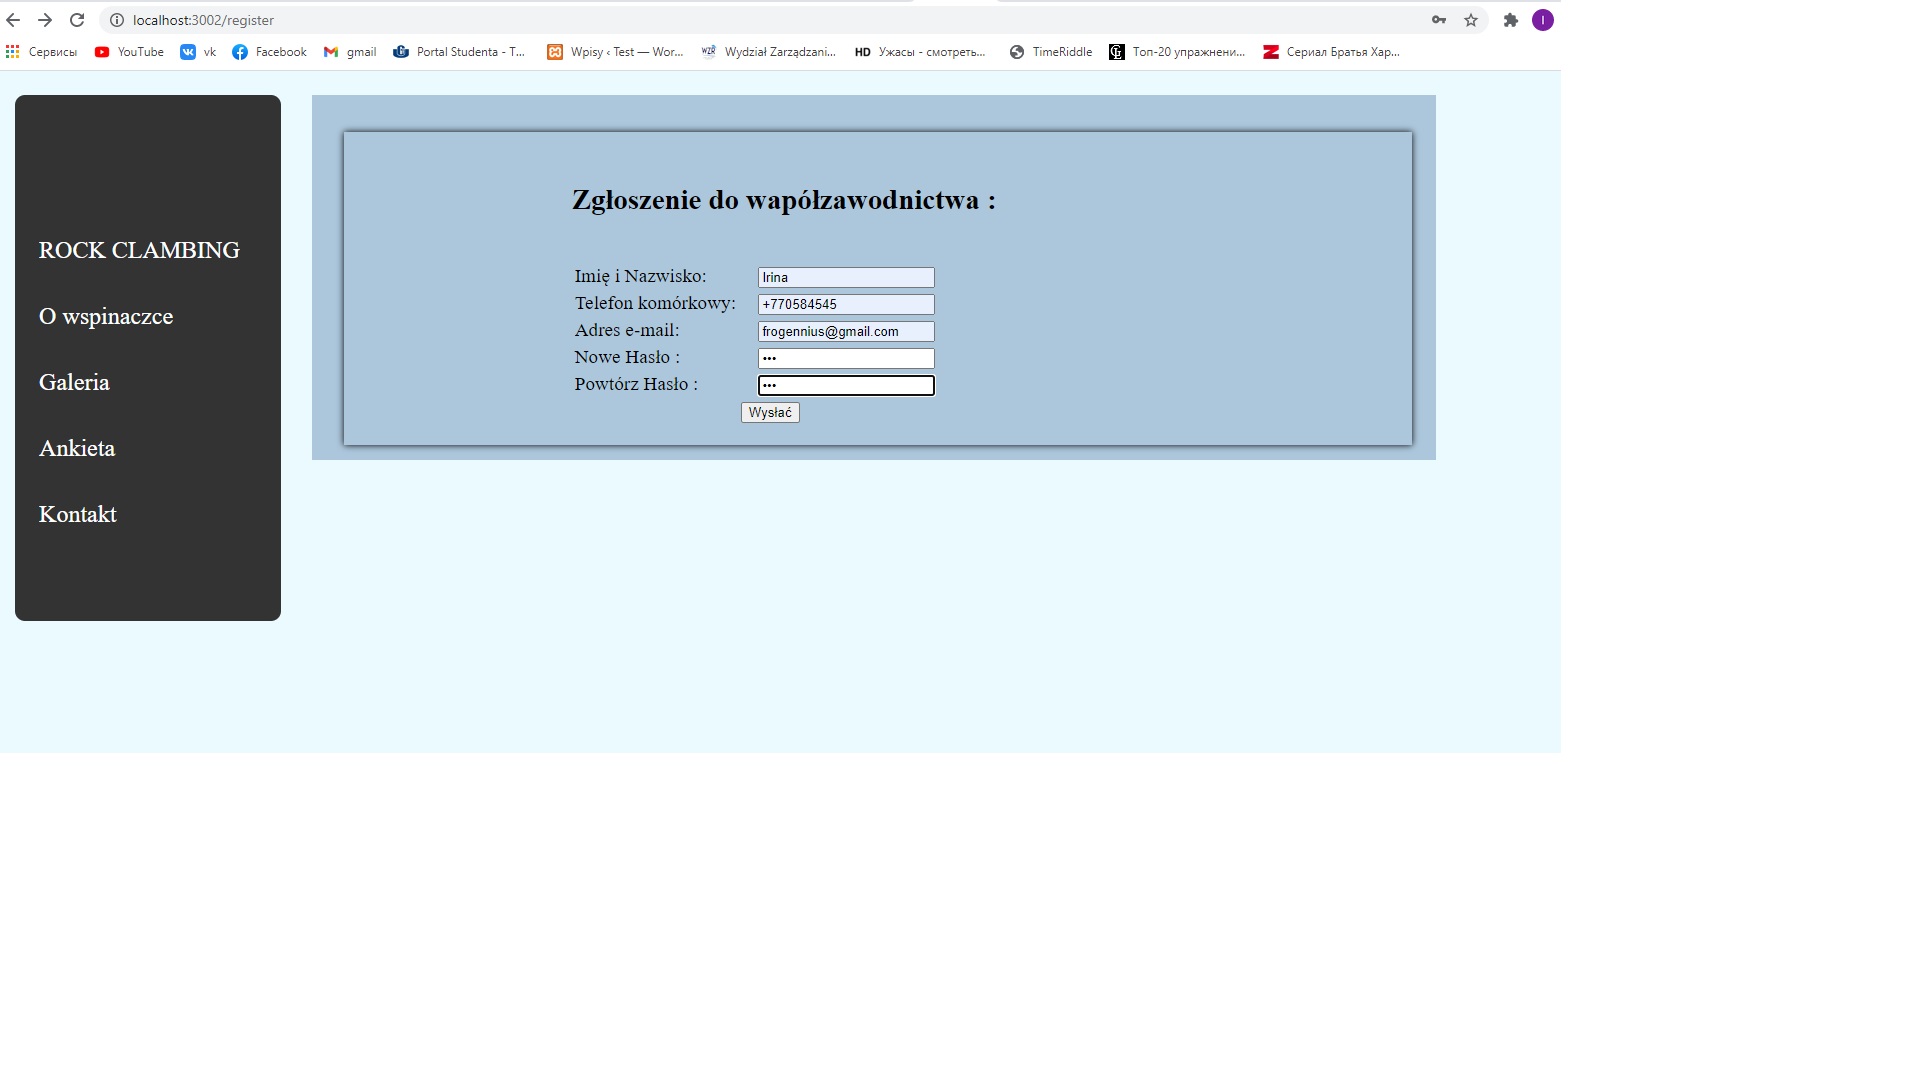 localhost:3002/register
Сервисы YouTube vk Facebook gmail Portal Studenta - T... Wpisy ‹ Test — Wor... Wydział Zarządzani... HD Ужасы - смотреть... TimeRiddle Топ-20 упражнени... Сериал Братья Хар...
ROCK CLAMBING
O wspinaczce
Galeria
Ankieta
Kontakt
Zgłoszenie do wapółzawodnictwa :
Imię i Nazwisko: Irina
Telefon komórkowy: +770584545
Adres e-mail: frogennius@gmail.com
Nowe Hasło : •••
Powtórz Hasło : •••
Wysłać